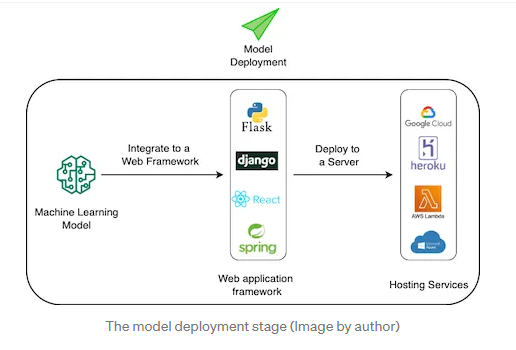 Model
Deployment
Integrate to a
Web Framework
Machine Learning
Model
Flask
django
React
spring
Web application
framework
Deploy to
a Server
Google Cloud
heroku
AWS Lambda
Hosting Services
The model deployment stage (Image by author)